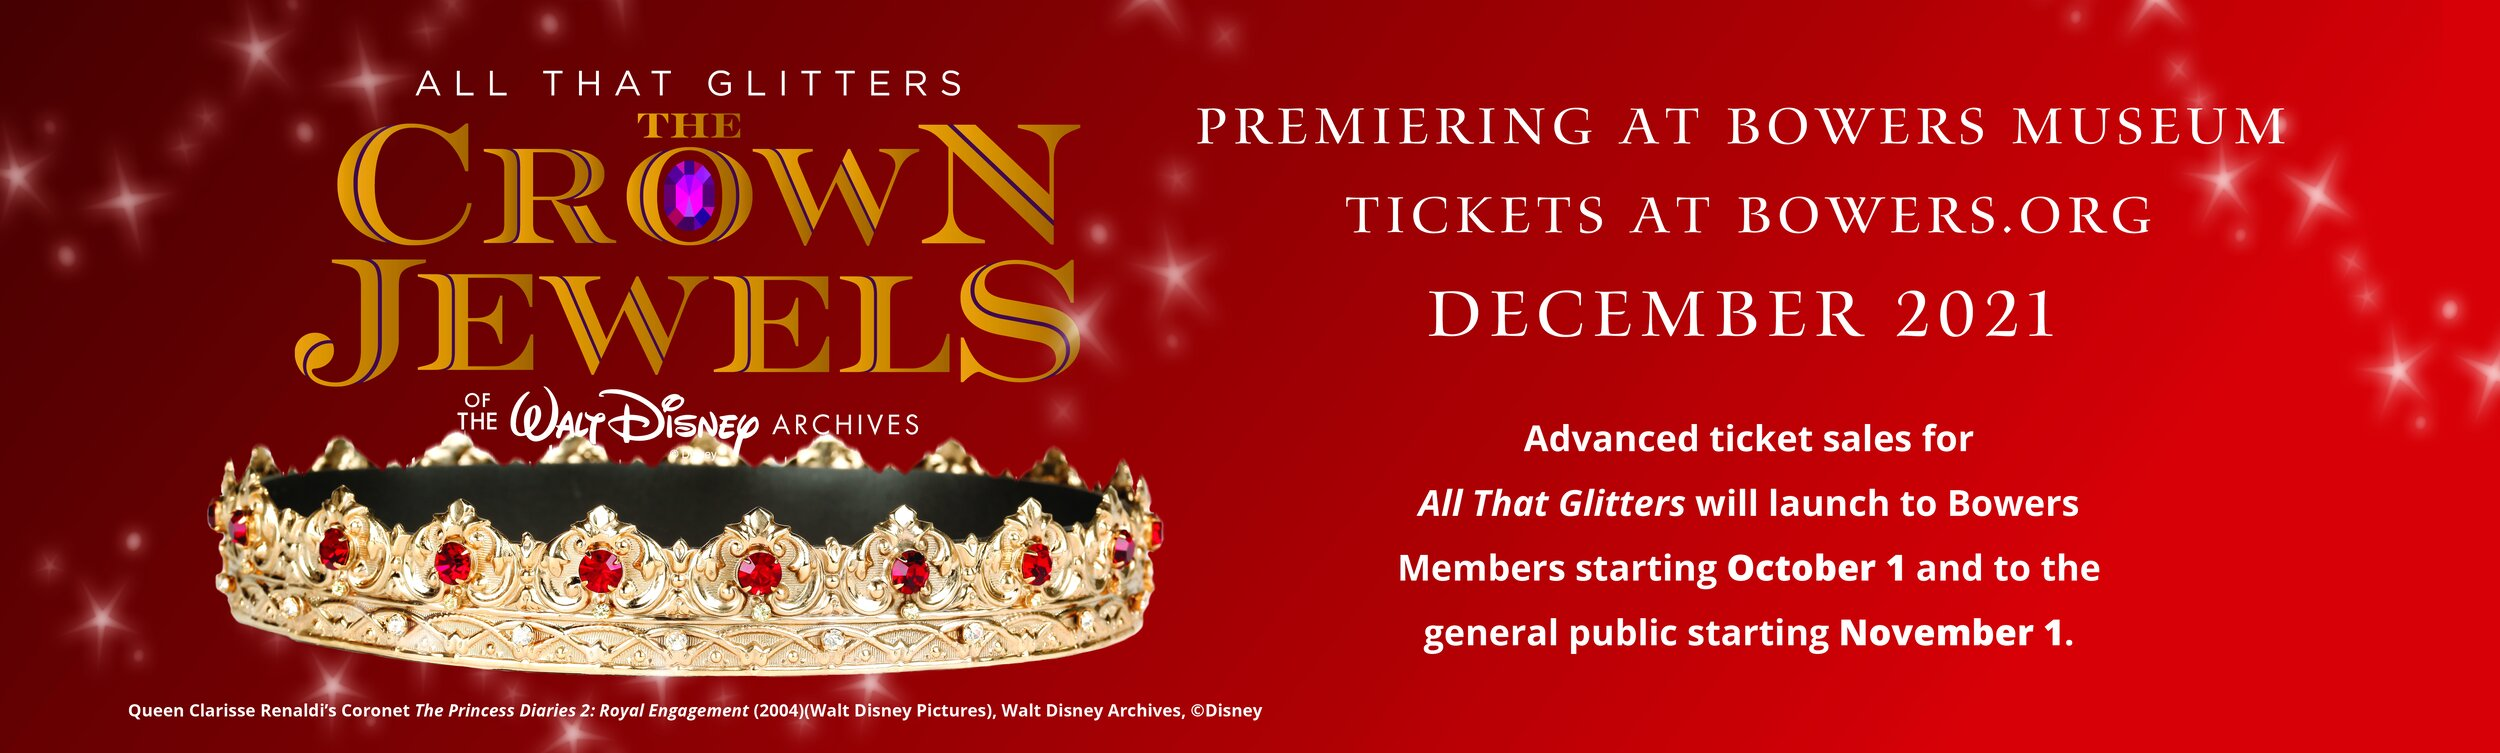 ALL THAT GLITTERS
THE
CROWN
JEWELS
OF
THE WALT DISNEY ARCHIVES
© Disney
PREMIERING AT BOWERS MUSEUM
TICKETS AT BOWERS.ORG
DECEMBER 2021
Advanced ticket sales for
All That Glitters will launch to Bowers
Members starting October 1 and to the
general public starting November 1.
Queen Clarisse Renaldi's Coronet The Princess Diaries 2: Royal Engagement (2004)(Walt Disney Pictures), Walt Disney Archives, ©Disney